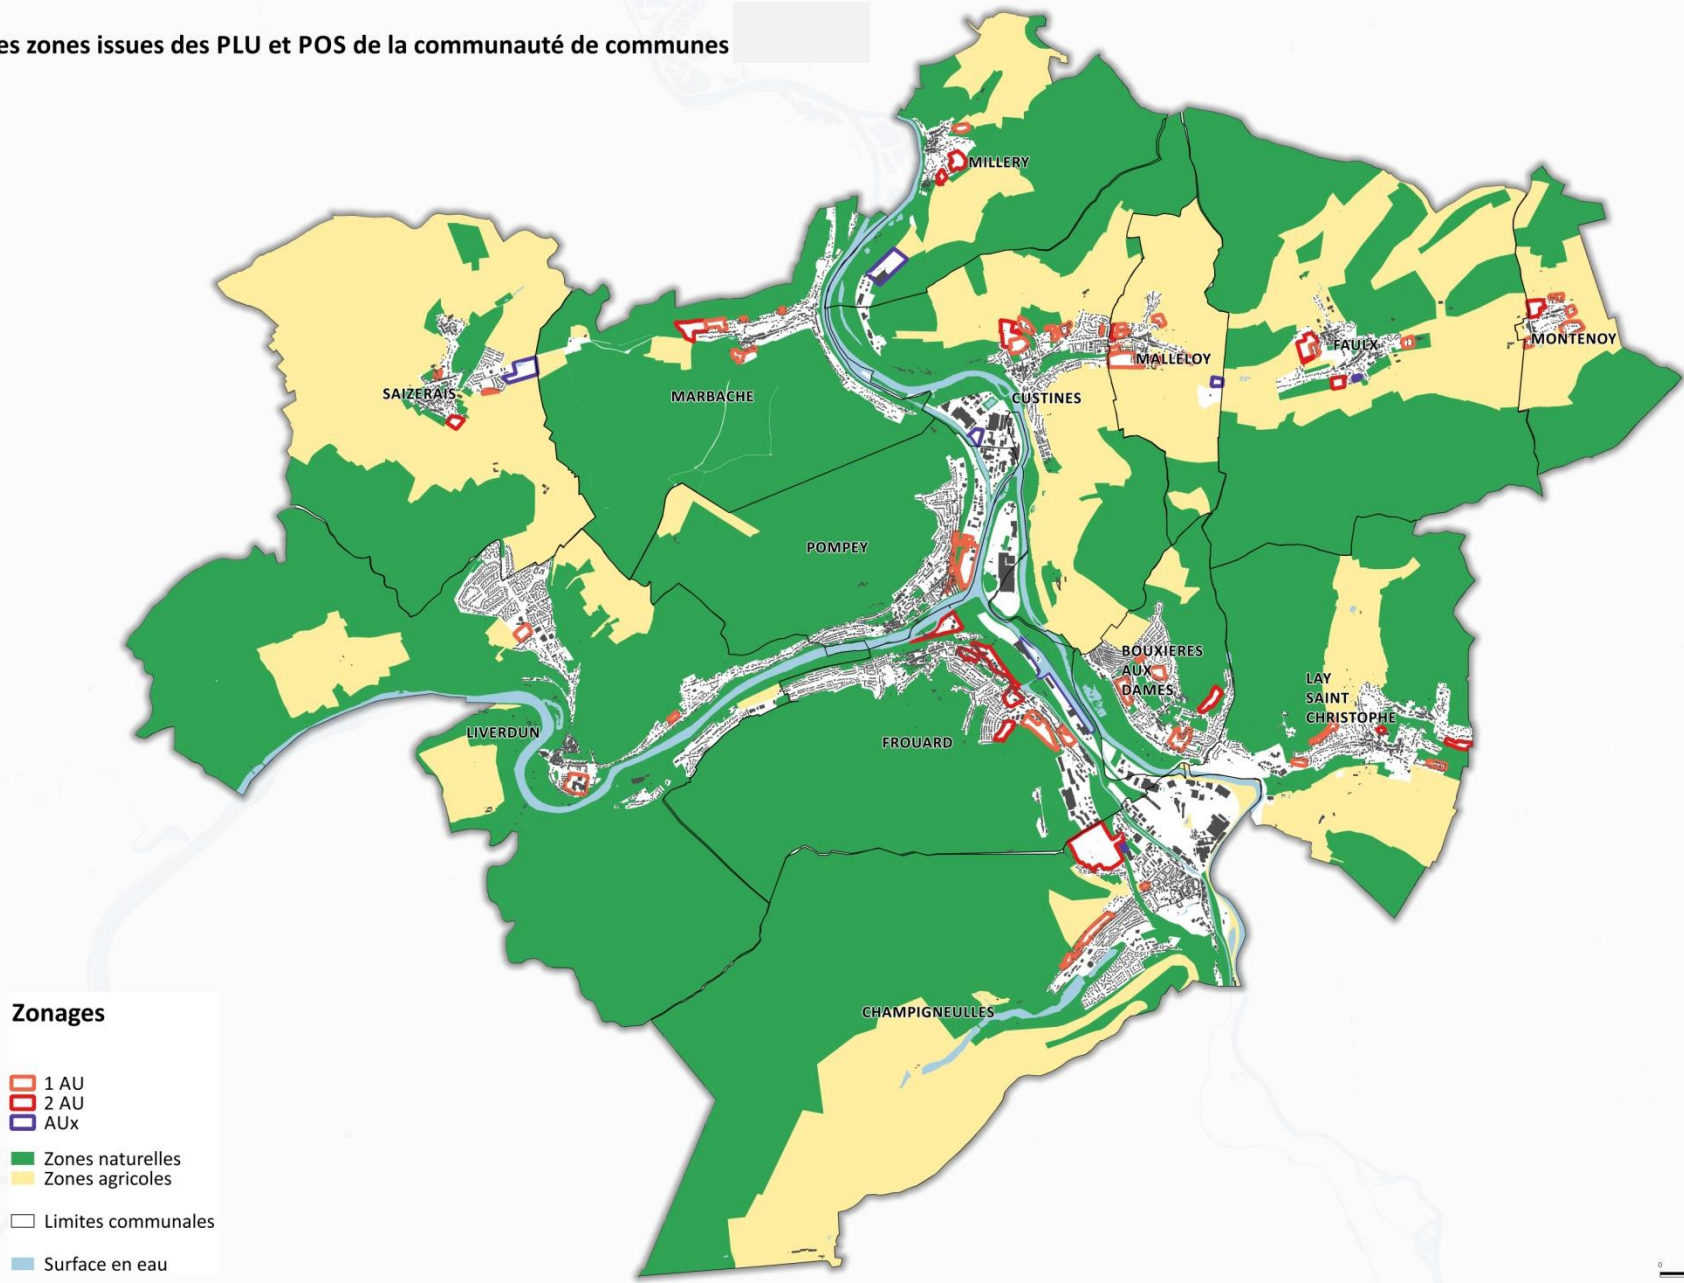 es zones issues des PLU et POS de la communauté de communes
MILLERY
SAIZERAIS
MARBACHE
MALLELOY
FAULX
MONTENOY
CUSTINES
POMPEY
BOUXIERES
AUX
DAMES
LAY
SAINT
CHRISTOPHE
LIVERDUN
FROUARD
CHAMPIGNEULLES
Zonages
1 AU
2 AU
AUx
Zones naturelles
Zones agricoles
Limites communales
Surface en eau
0